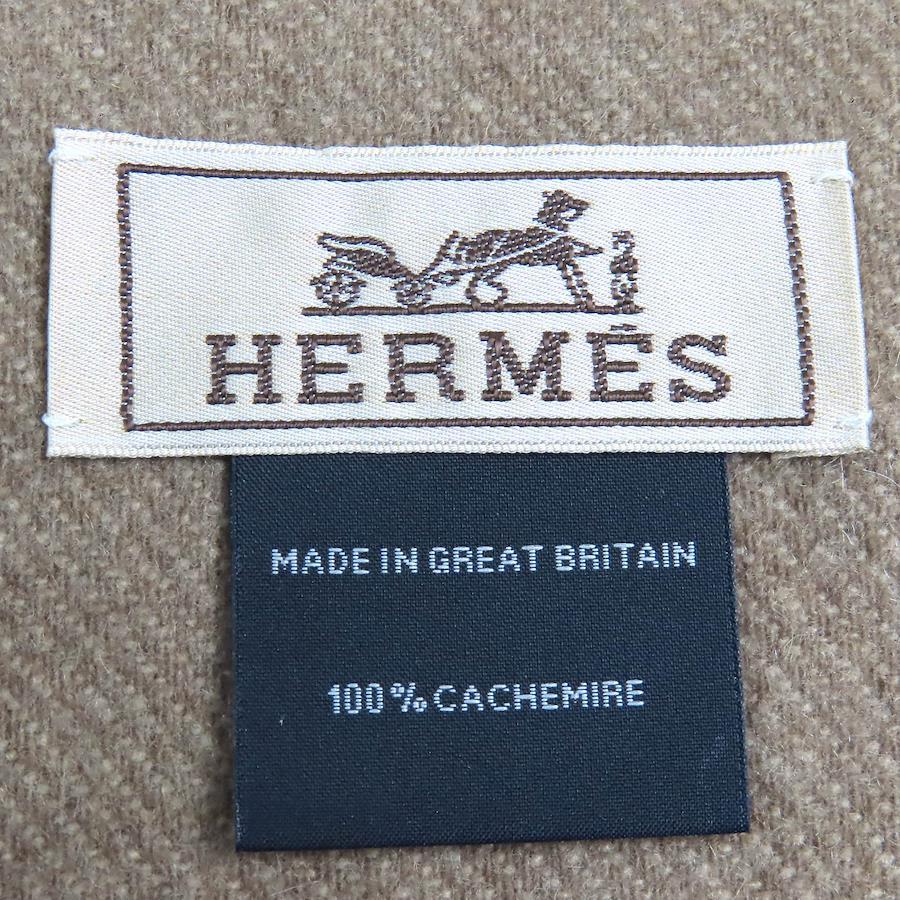 HERMÈS
MADE IN GREAT BRITAIN
100% CACHEMIRE